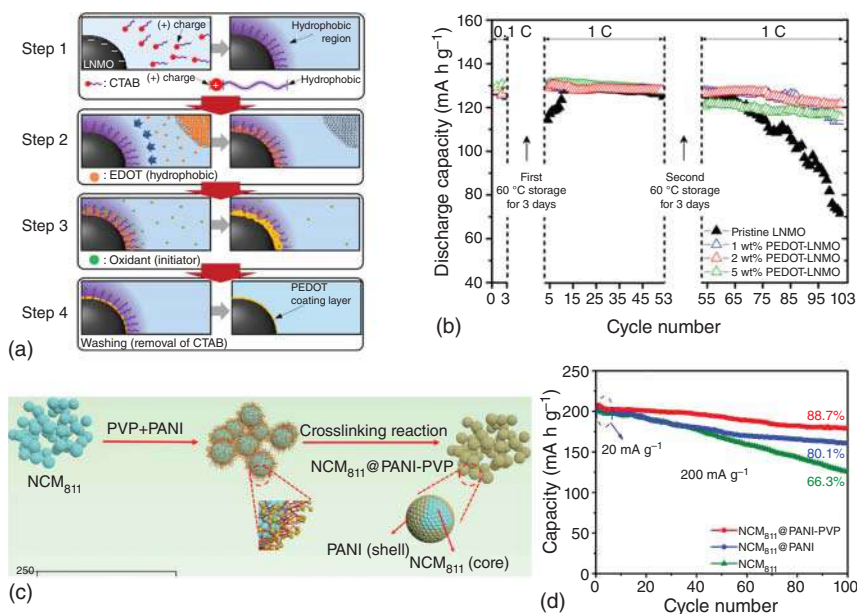 Step 1
(+) charge
LNMO
: CTAB
(+) charge
Hydrophobic
region
+
Hydrophobic
Step 2
: EDOT (hydrophobic)
Step 3
: Oxidant (initiator)
Step 4
PEDOT
coating layer
Washing (removal of CTAB)
(a)
0.1 C
1 C
1 C
Discharge capacity (mA h g⁻¹)
160
140
120
100
80
60
40
First
60 °C storage
for 3 days
Second
60 °C storage
for 3 days
Pristine LNMO
1 wt% PEDOT-LNMO
2 wt% PEDOT-LNMO
5 wt% PEDOT-LNMO
0 3 5 15 25 35 45 53 55 65 75 85 95 103
Cycle number
(b)
NCM811
PVP+PANI
Crosslinking reaction
NCM811@PANI-PVP
PANI (shell)
NCM811 (core)
250
(c)
Capacity (mA h g⁻¹)
250
200
150
100
50
0
88.7%
80.1%
66.3%
20 mA g⁻¹
200 mA g⁻¹
NCM811@PANI-PVP
NCM811@PANI
NCM811
0 20 40 60 80 100
Cycle number
(d)